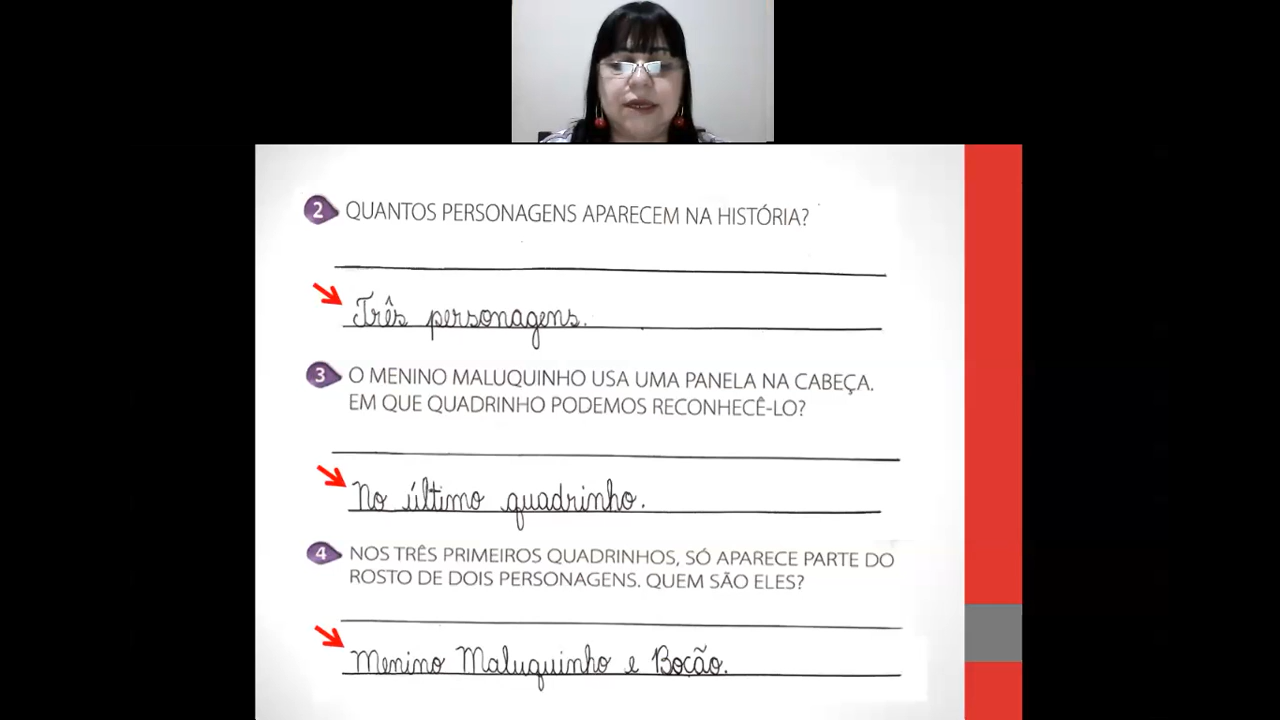 2 QUANTOS PERSONAGENS APARECEM NA HISTÓRIA?
Três personagens.
3 O MENINO MALUQUINHO USA UMA PANELA NA CABEÇA.
EM QUE QUADRINHO PODEMOS RECONHECÊ-LO?
No último quadrinho.
4 NOS TRÊS PRIMEIROS QUADRINHOS, SÓ APARECE PARTE DO
ROSTO DE DOIS PERSONAGENS. QUEM SÃO ELES?
Menino Maluquinho e Bocão.